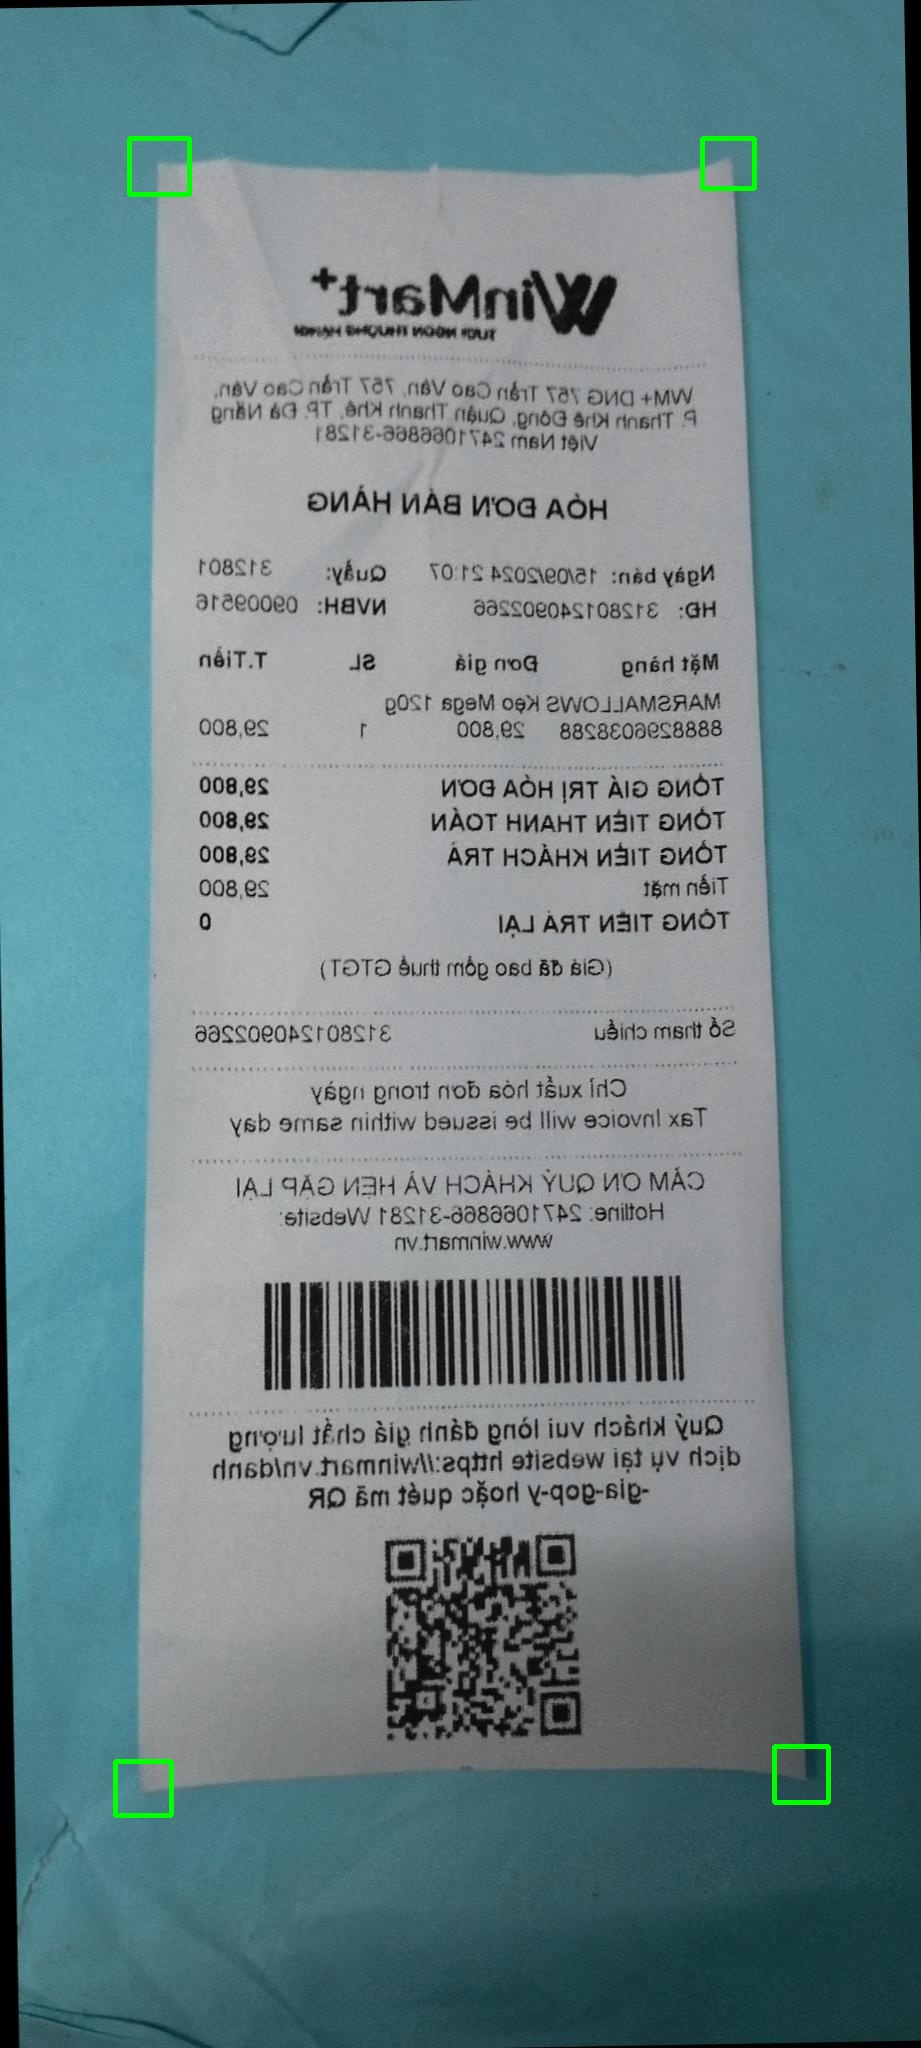 WinMart+
TƯƠI NGON THƯỢNG HẠNG
WM+ DNG 757 Trần Cao Vân, 757 Trần Cao Vân,
P. Thanh Khê Đông, Quận Thanh Khê, TP. Đà Nẵng
Việt Nam 2471066866-31281
HÓA ĐƠN BÁN HÀNG
Ngày bán: 15/09/2024 21:07 Quầy: 312801
HĐ: 31280124090​2266 NVBH: 09009516
Mặt hàng Đơn giá SL T.Tiền
MARSMALLOWS Kẹo Mega 120g
8888296038288 29,800 1 29,800
TỔNG GIÁ TRỊ HÓA ĐƠN 29,800
TỔNG TIỀN THANH TOÁN 29,800
TỔNG TIỀN KHÁCH TRẢ 29,800
Tiền mặt 29,800
TỔNG TIỀN TRẢ LẠI 0
(Giá đã bao gồm thuế GTGT)
Số tham chiếu 312801240902266
Chỉ xuất hóa đơn trong ngày
Tax Invoice will be issued within same day
CẢM ƠN QUÝ KHÁCH VÀ HẸN GẶP LẠI
Hotline: 2471066866-31281 Website:
www.winmart.vn
Quý khách vui lòng đánh giá chất lượng
dịch vụ tại website https://winmart.vn/danh
-gia-gop-y hoặc quét mã QR